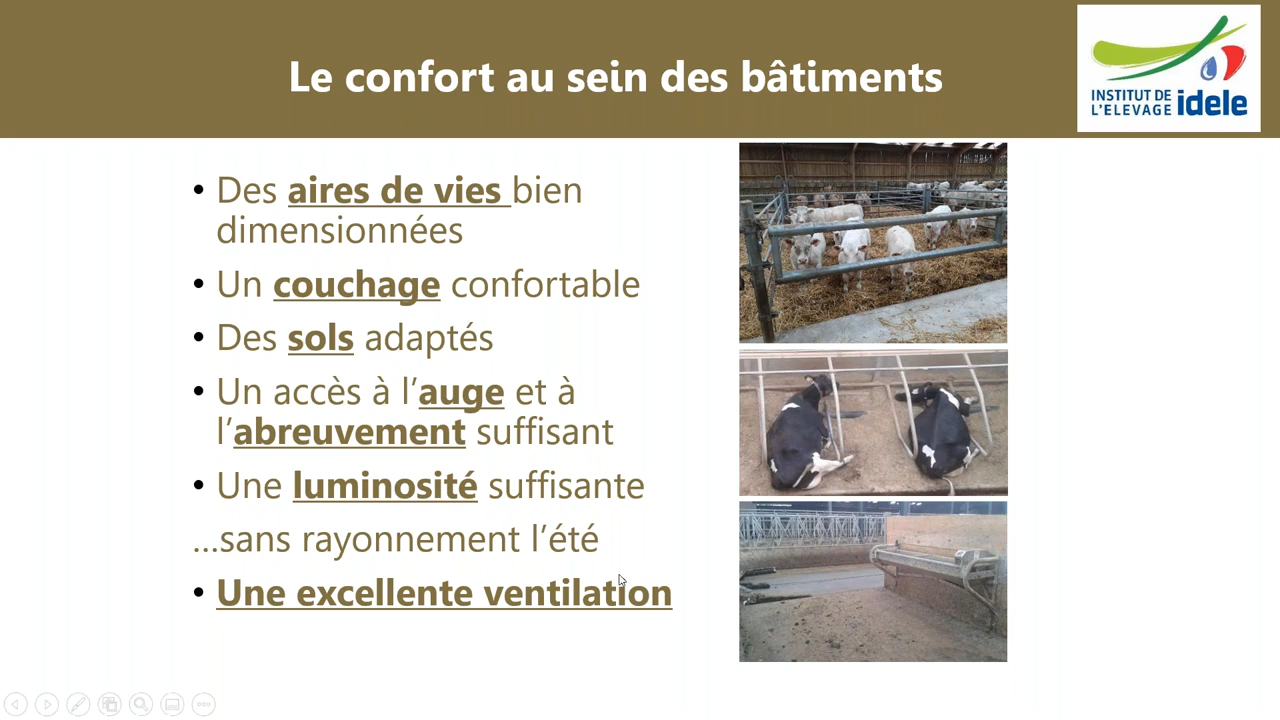 Le confort au sein des bâtiments
INSTITUT DE
L'ELEVAGE idele
• Des aires de vies bien
dimensionnées
• Un couchage confortable
• Des sols adaptés
• Un accès à l’auge et à
l’abreuvement suffisant
• Une luminosité suffisante
...sans rayonnement l’été
• Une excellente ventilation